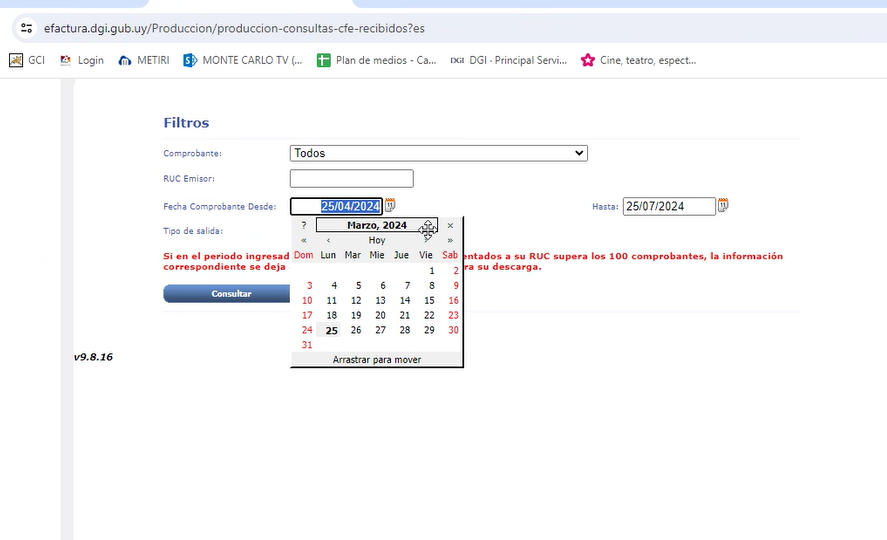 efactura.dgi.gub.uy/Produccion/produccion-consultas-cfe-recibidos?es
GCI Login METIRI MONTE CARLO TV (... Plan de medios - Ca... DGI DGI - Principal Servi... Cine, teatro, espect...
Filtros
Comprobante: Todos
RUC Emisor:
Fecha Comprobante Desde: 25/04/2024 Hasta: 25/07/2024
Tipo de salida:
? Marzo, 2024 ×
« ‹ Hoy › »
Dom Lun Mar Mie Jue Vie Sab
1 2
3 4 5 6 7 8 9
10 11 12 13 14 15 16
17 18 19 20 21 22 23
24 25 26 27 28 29 30
31
Arrastrar para mover
Si en el periodo ingresad entados a su RUC supera los 100 comprobantes, la información
correspondiente se deja ra su descarga.
Consultar
v9.8.16